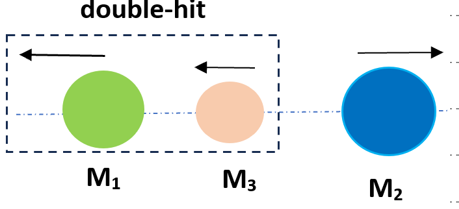 double-hit
M₁
M₃
M₂